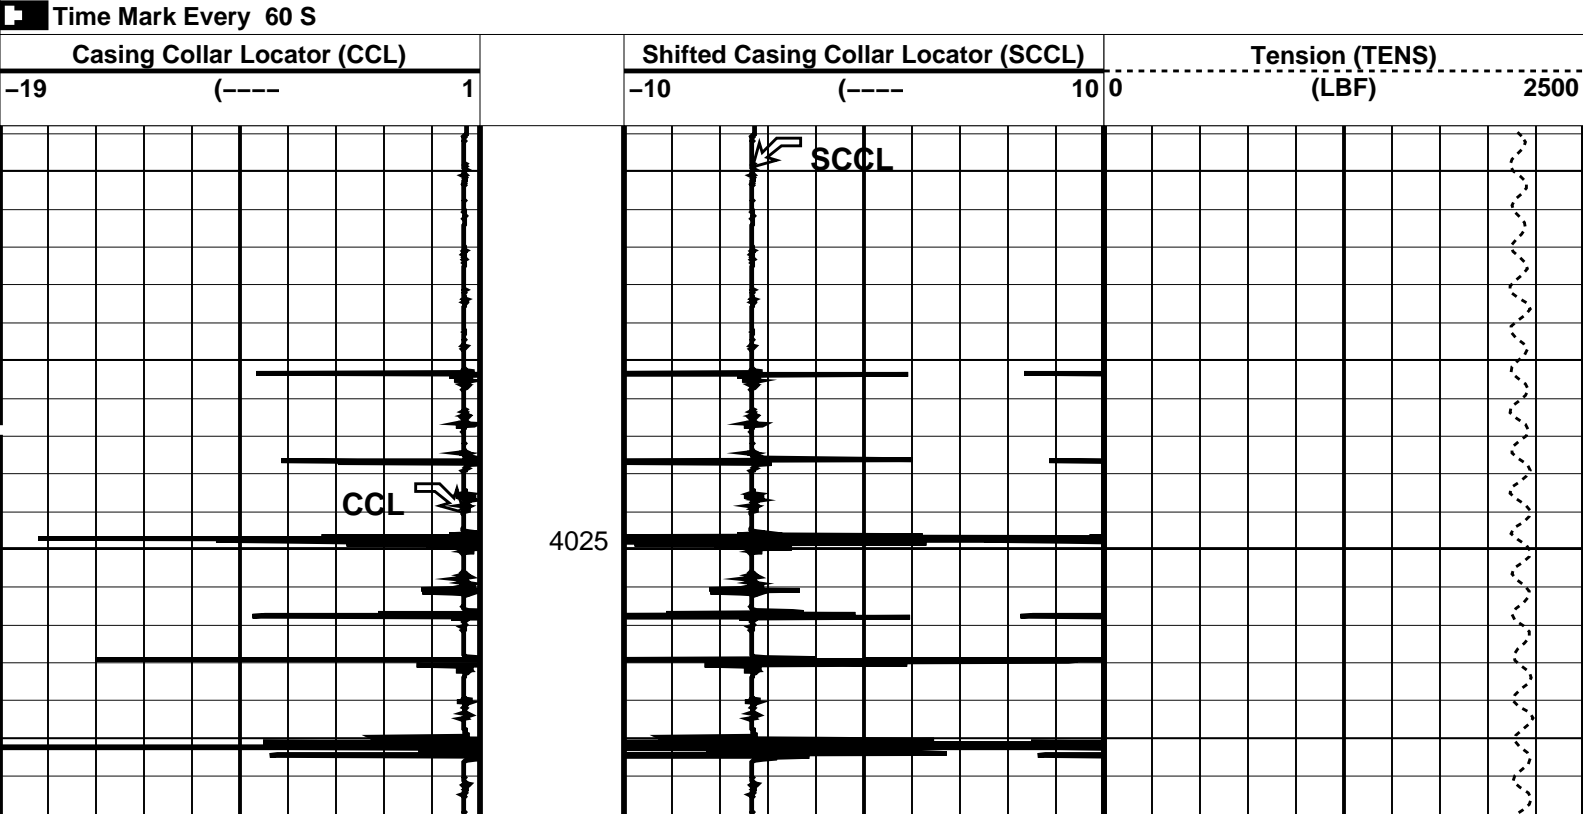 Time Mark Every 60 S
Casing Collar Locator (CCL)
Shifted Casing Collar Locator (SCCL)
Tension (TENS)
–19 (–––– 1
–10 (–––– 10
0 (LBF) 2500
SCCL
CCL
4025